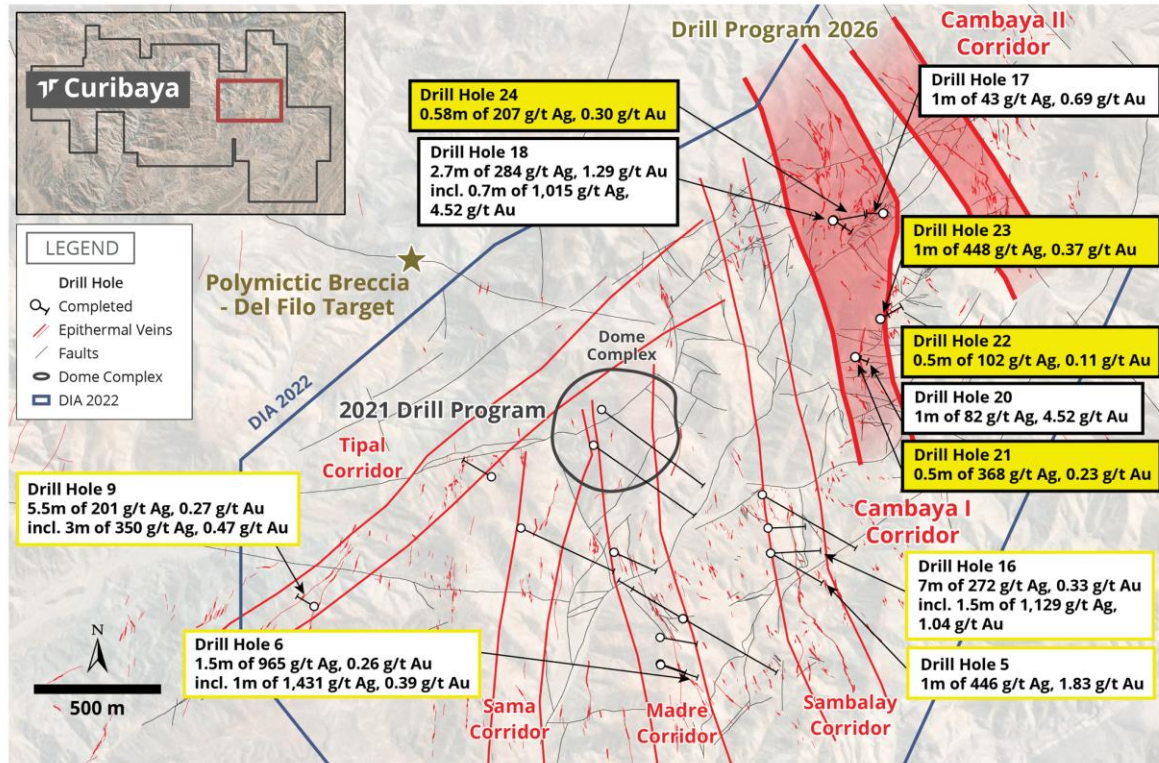 Curibaya
LEGEND
Drill Hole
Completed
Epithermal Veins
Faults
Dome Complex
DIA 2022
Drill Program 2026
Cambaya II
Corridor
Drill Hole 17
1m of 43 g/t Ag, 0.69 g/t Au
Drill Hole 24
0.58m of 207 g/t Ag, 0.30 g/t Au
Drill Hole 18
2.7m of 284 g/t Ag, 1.29 g/t Au
incl. 0.7m of 1,015 g/t Ag,
4.52 g/t Au
Drill Hole 23
1m of 448 g/t Ag, 0.37 g/t Au
Polymictic Breccia
- Del Filo Target
Dome
Complex
Drill Hole 22
0.5m of 102 g/t Ag, 0.11 g/t Au
DIA 2022
2021 Drill Program
Drill Hole 20
1m of 82 g/t Ag, 4.52 g/t Au
Tipal
Corridor
Drill Hole 21
0.5m of 368 g/t Ag, 0.23 g/t Au
Drill Hole 9
5.5m of 201 g/t Ag, 0.27 g/t Au
incl. 3m of 350 g/t Ag, 0.47 g/t Au
Cambaya I
Corridor
Drill Hole 16
7m of 272 g/t Ag, 0.33 g/t Au
incl. 1.5m of 1,129 g/t Ag,
1.04 g/t Au
Drill Hole 6
1.5m of 965 g/t Ag, 0.26 g/t Au
incl. 1m of 1,431 g/t Ag, 0.39 g/t Au
Drill Hole 5
1m of 446 g/t Ag, 1.83 g/t Au
N
500 m
Sama
Corridor
Madre
Corridor
Sambalay
Corridor